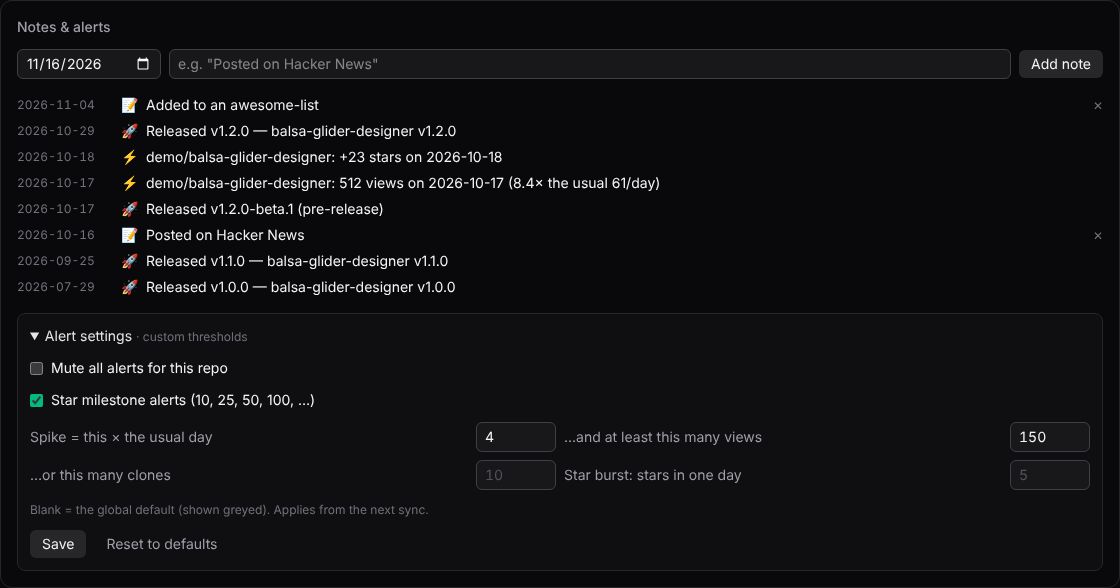 Notes & alerts
11/16/2026 e.g. "Posted on Hacker News" Add note
2026-11-04 📝 Added to an awesome-list ×
2026-10-29 🚀 Released v1.2.0 — balsa-glider-designer v1.2.0
2026-10-18 ⚡ demo/balsa-glider-designer: +23 stars on 2026-10-18
2026-10-17 ⚡ demo/balsa-glider-designer: 512 views on 2026-10-17 (8.4× the usual 61/day)
2026-10-17 🚀 Released v1.2.0-beta.1 (pre-release)
2026-10-16 📝 Posted on Hacker News ×
2026-09-25 🚀 Released v1.1.0 — balsa-glider-designer v1.1.0
2026-07-29 🚀 Released v1.0.0 — balsa-glider-designer v1.0.0
▼ Alert settings · custom thresholds
Mute all alerts for this repo
Star milestone alerts (10, 25, 50, 100, …)
Spike = this × the usual day 4 …and at least this many views 150
…or this many clones 10 Star burst: stars in one day 5
Blank = the global default (shown greyed). Applies from the next sync.
Save Reset to defaults